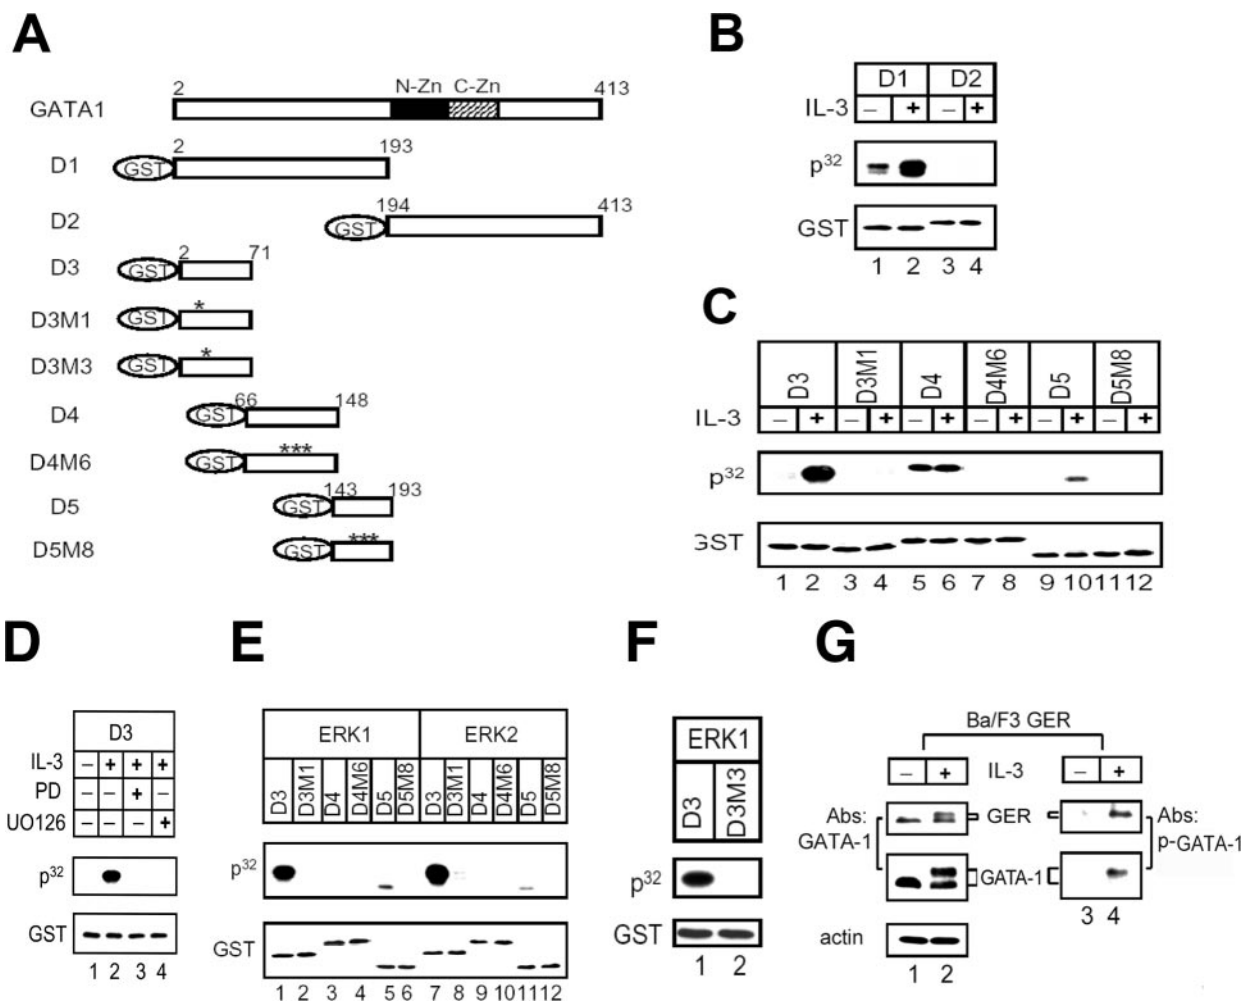 A
2 N-Zn C-Zn 413
GATA1
2 193
D1 GST
194 413
D2 GST
2 71
D3 GST
*
D3M1 GST
*
D3M3 GST
66 148
D4 GST
***
D4M6 GST
143 193
D5 GST
***
D5M8 GST
B
D1 D2
IL-3 – + – +
p32
GST
1 2 3 4
C
D3 D3M1 D4 D4M6 D5 D5M8
IL-3 – + – + – + – + – + – +
p32
GST
1 2 3 4 5 6 7 8 9 10 11 12
D
D3
IL-3 – + + +
PD – – + –
UO126 – – – +
p32
GST
1 2 3 4
E
ERK1 ERK2
D3 D3M1 D4 D4M6 D5 D5M8 D3 D3M1 D4 D4M6 D5 D5M8
p32
GST
1 2 3 4 5 6 7 8 9 10 11 12
F
ERK1
D3 D3M3
p32
GST
1 2
G
Ba/F3 GER
– + IL-3 – +
Abs: GER Abs:
GATA-1 p-GATA-1
GATA-1
3 4
actin
1 2